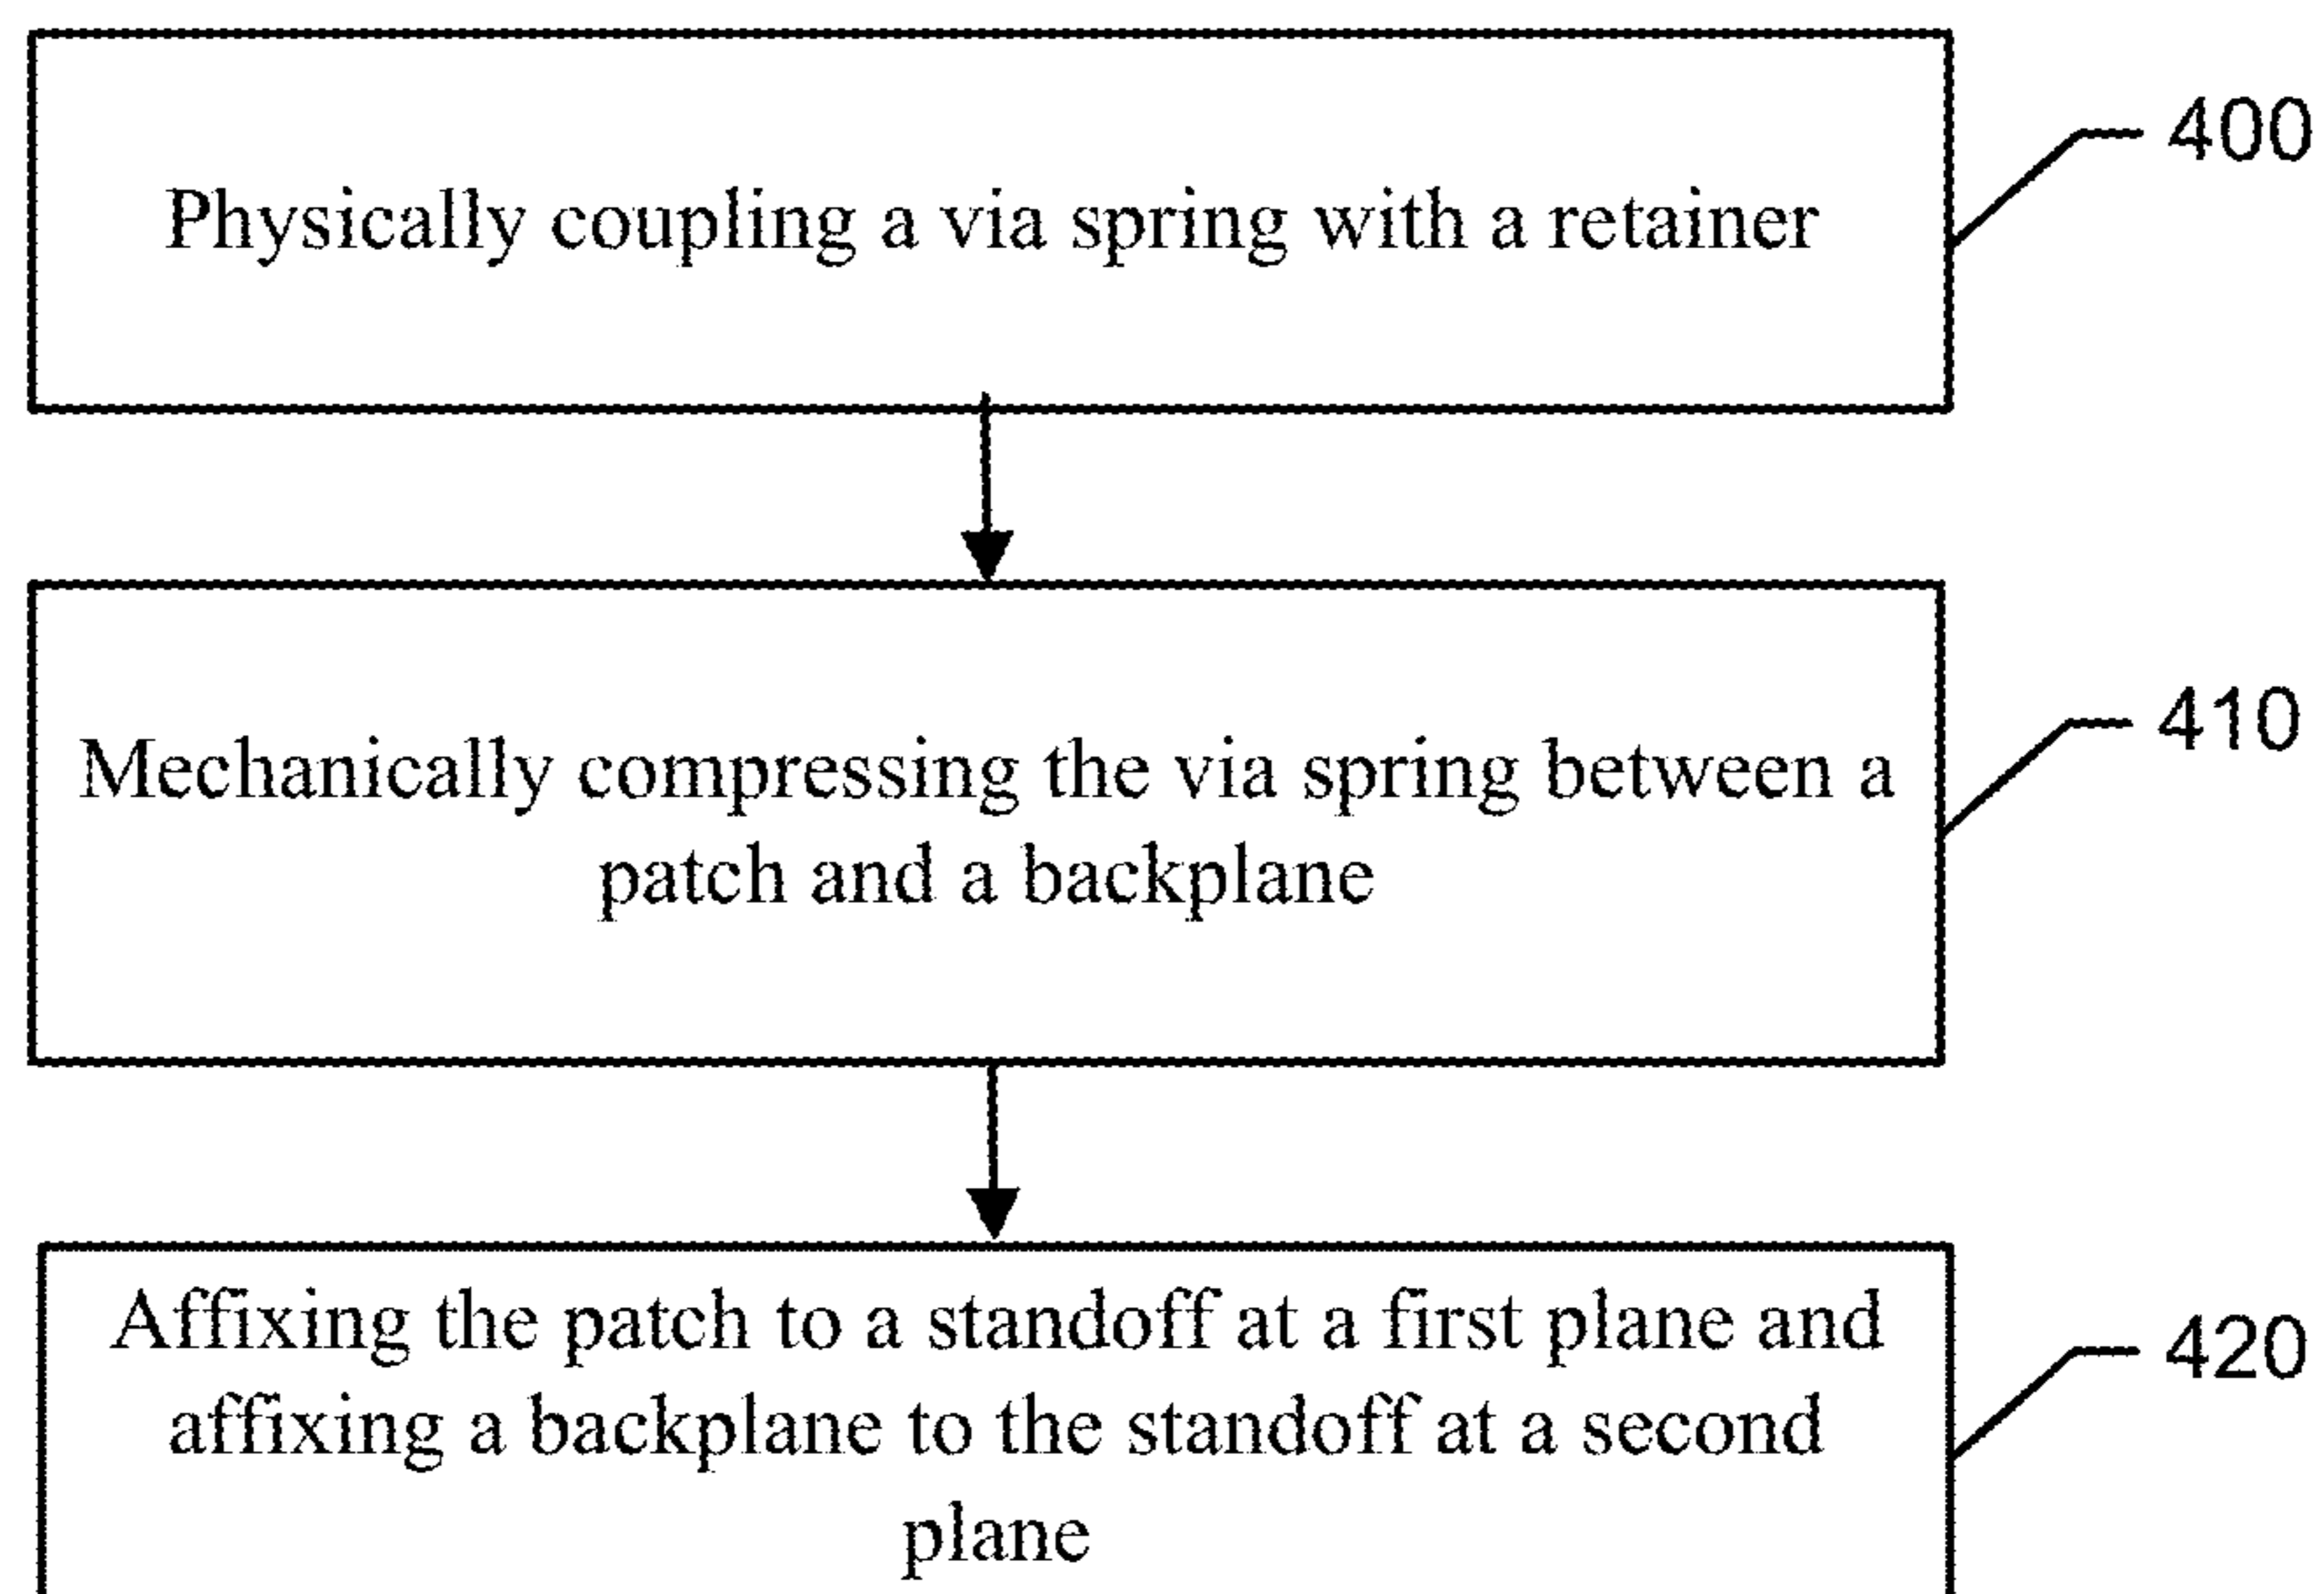 Physically coupling a via spring with a retainer
400
Mechanically compressing the via spring between a
patch and a backplane
410
Affixing the patch to a standoff at a first plane and
affixing a backplane to the standoff at a second
plane
420